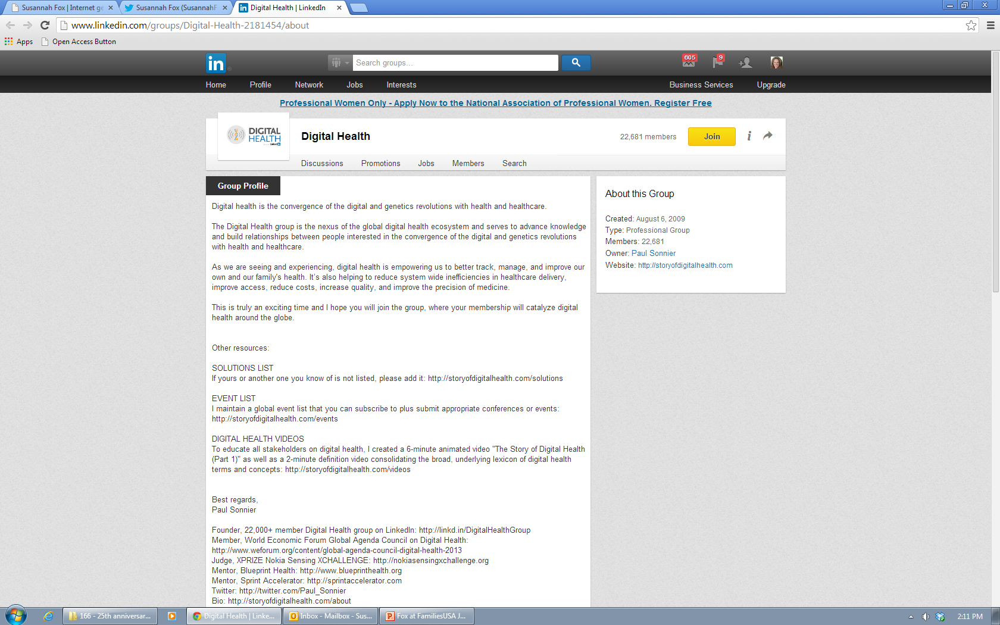 Susannah Fox | Internet ge
Susannah Fox (SusannahF
Digital Health | LinkedIn
www.linkedin.com/groups/Digital-Health-2181454/about
Apps
Open Access Button
in
Search groups...
605
9
Home
Profile
Network
Jobs
Interests
Business Services
Upgrade
Professional Women Only - Apply Now to the National Association of Professional Women. Register Free
DIGITAL
HEALTH
Digital Health
22,681 members
Join
Discussions
Promotions
Jobs
Members
Search
Group Profile
Digital health is the convergence of the digital and genetics revolutions with health and healthcare.
The Digital Health group is the nexus of the global digital health ecosystem and serves to advance knowledge
and build relationships between people interested in the convergence of the digital and genetics revolutions
with health and healthcare.
As we are seeing and experiencing, digital health is empowering us to better track, manage, and improve our
own and our family's health. It's also helping to reduce system wide inefficiencies in healthcare delivery,
improve access, reduce costs, increase quality, and improve the precision of medicine.
This is truly an exciting time and I hope you will join the group, where your membership will catalyze digital
health around the globe.
Other resources:
SOLUTIONS LIST
If yours or another one you know of is not listed, please add it: http://storyofdigitalhealth.com/solutions
EVENT LIST
I maintain a global event list that you can subscribe to plus submit appropriate conferences or events:
http://storyofdigitalhealth.com/events
DIGITAL HEALTH VIDEOS
To educate all stakeholders on digital health, I created a 6-minute animated video "The Story of Digital Health
(Part 1)" as well as a 2-minute definition video consolidating the broad, underlying lexicon of digital health
terms and concepts: http://storyofdigitalhealth.com/videos
Best regards,
Paul Sonnier
Founder, 22,000+ member Digital Health group on LinkedIn: http://linkd.in/DigitalHealthGroup
Member, World Economic Forum Global Agenda Council on Digital Health:
http://www.weforum.org/content/global-agenda-council-digital-health-2013
Judge, XPRIZE Nokia Sensing XCHALLENGE: http://nokiasensingxchallenge.org
Mentor, Blueprint Health: http://www.blueprinthealth.org
Mentor, Sprint Accelerator: http://sprintaccelerator.com
Twitter: http://twitter.com/Paul_Sonnier
Bio: http://storyofdigitalhealth.com/about
About this Group
Created: August 6, 2009
Type: Professional Group
Members: 22,681
Owner: Paul Sonnier
Website: http://storyofdigitalhealth.com
166 - 25th anniversar...
Digital Health | Linke...
Inbox - Mailbox - Sus...
Fox at FamiliesUSA J...
2:11 PM